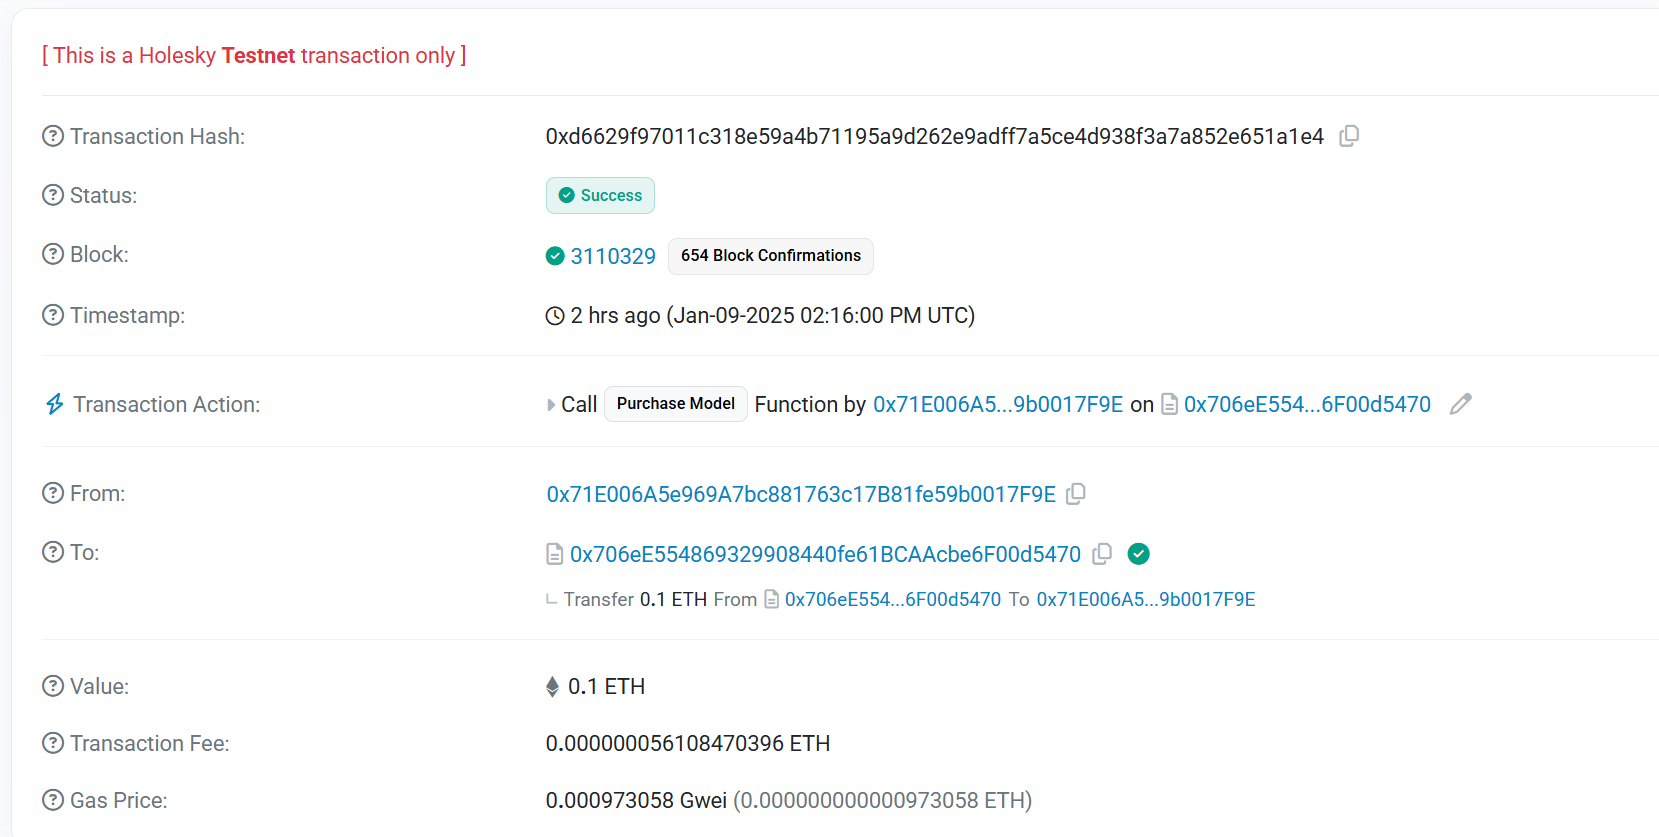 [ This is a Holesky Testnet transaction only ]
Transaction Hash: 0xd6629f97011c318e59a4b71195a9d262e9adff7a5ce4d938f3a7a852e651a1e4
Status: Success
Block: 3110329 654 Block Confirmations
Timestamp: 2 hrs ago (Jan-09-2025 02:16:00 PM UTC)
Transaction Action: Call Purchase Model Function by 0x71E006A5...9b0017F9E on 0x706eE554...6F00d5470
From: 0x71E006A5e969A7bc881763c17B81fe59b0017F9E
To: 0x706eE554869329908440fe61BCAAcbe6F00d5470
Transfer 0.1 ETH From 0x706eE554...6F00d5470 To 0x71E006A5...9b0017F9E
Value: 0.1 ETH
Transaction Fee: 0.000000056108470396 ETH
Gas Price: 0.000973058 Gwei (0.000000000000973058 ETH)